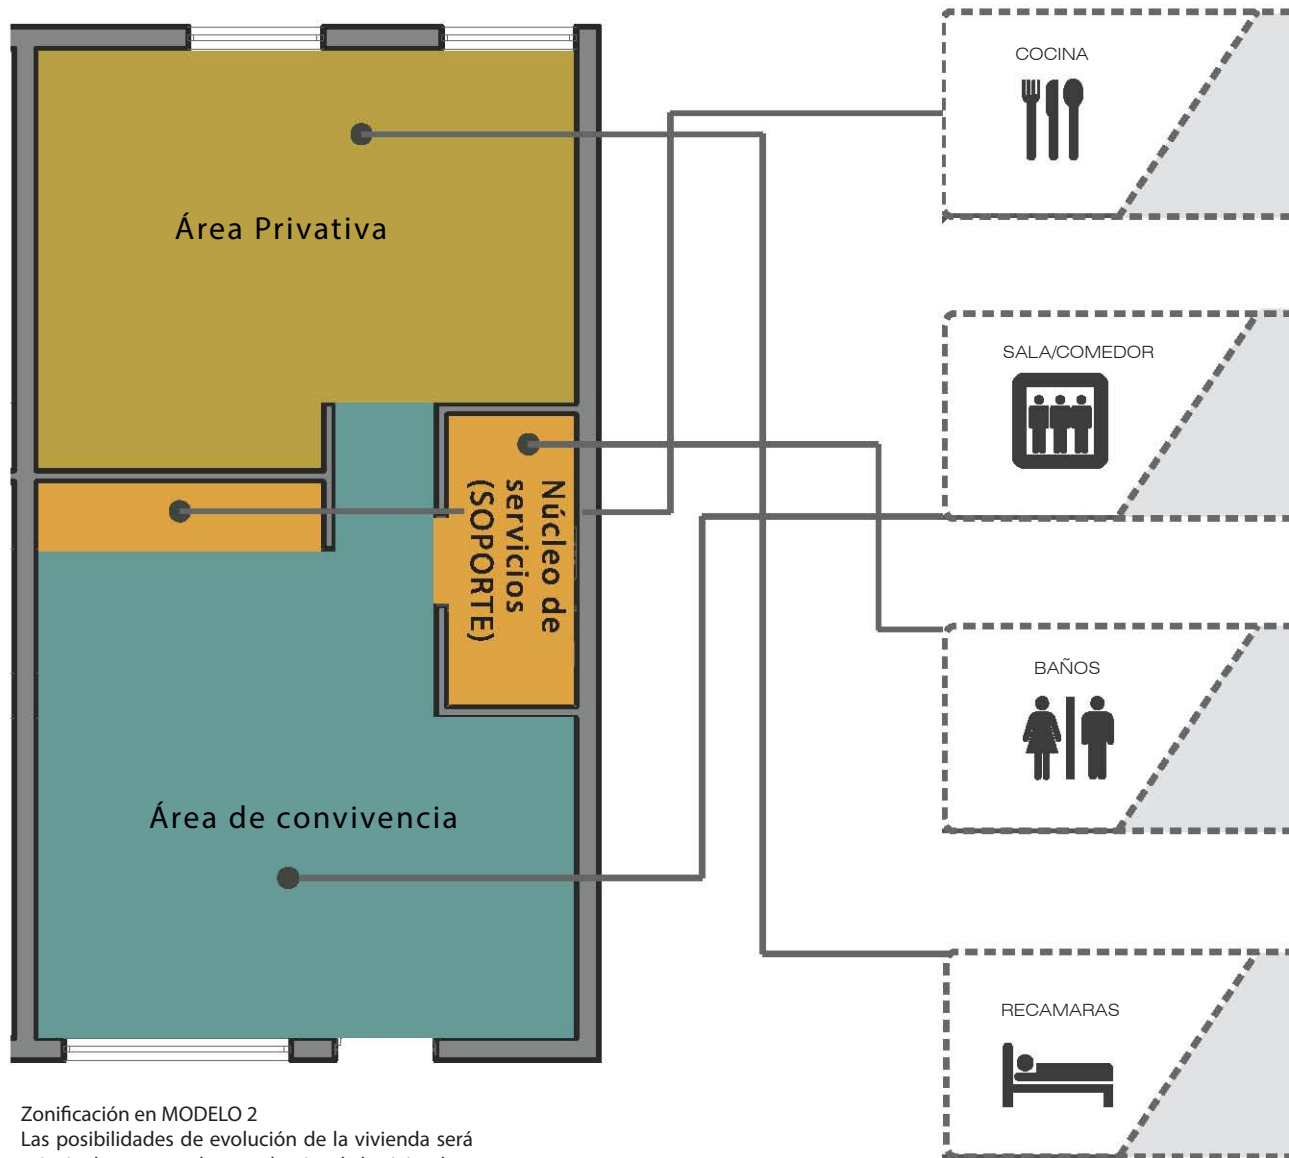 COCINA
Área Privativa
SALA/COMEDOR
Núcleo de
servicios
(SOPORTE)
BAÑOS
Área de convivencia
RECAMARAS
Zonificación en MODELO 2
Las posibilidades de evolución de la vivienda será